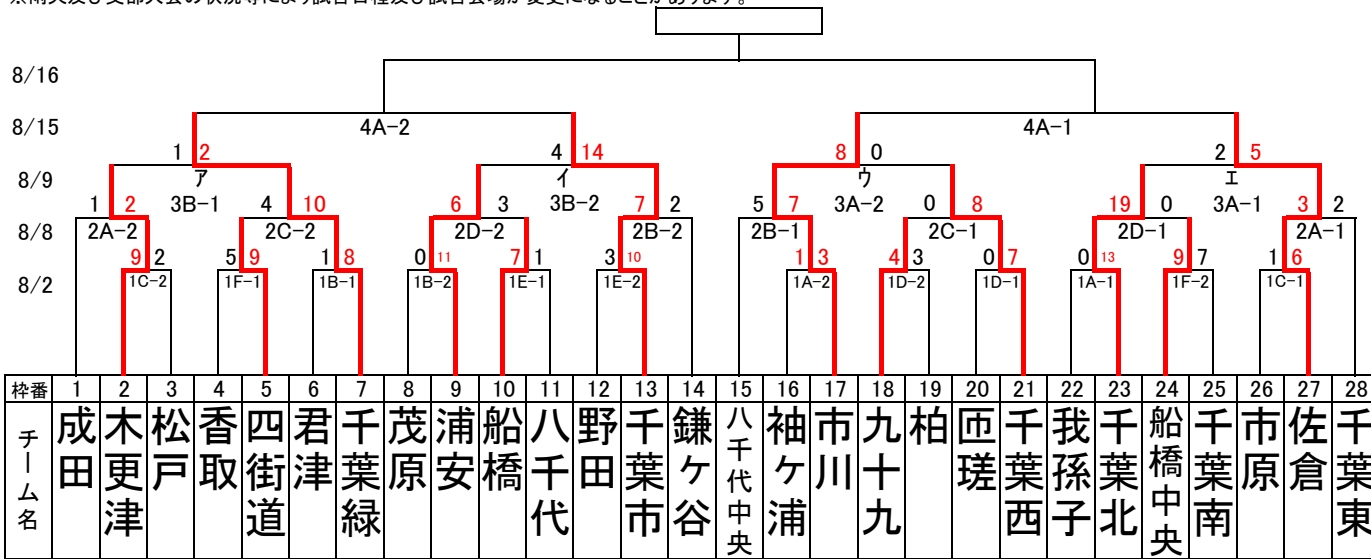 8/16
8/15 4A-2 4A-1
1 2 4 14 8 0 2 5
8/9 ア イ ウ エ
3B-1 3B-2 3A-2 3A-1
1 2 4 10 6 3 7 2 5 7 0 8 19 0 3 2
8/8 2A-2 2C-2 2D-2 2B-2 2B-1 2C-1 2D-1 2A-1
9 2 5 9 1 8 0 11 7 1 3 10 1 3 4 3 0 7 0 13 9 7 1 6
8/2 1C-2 1F-1 1B-1 1B-2 1E-1 1E-2 1A-2 1D-2 1D-1 1A-1 1F-2 1C-1
枠番 1 2 3 4 5 6 7 8 9 10 11 12 13 14 15 16 17 18 19 20 21 22 23 24 25 26 27 28
チーム名 成田 木更津 松戸 香取 四街道 君津 千葉緑 茂原 浦安 船橋 八千代 野田 千葉市 鎌ケ谷 八千代中央 袖ケ浦 市川 九十九 柏 匝瑳 千葉西 我孫子 千葉北 船橋中央 千葉南 市原 佐倉 千葉東